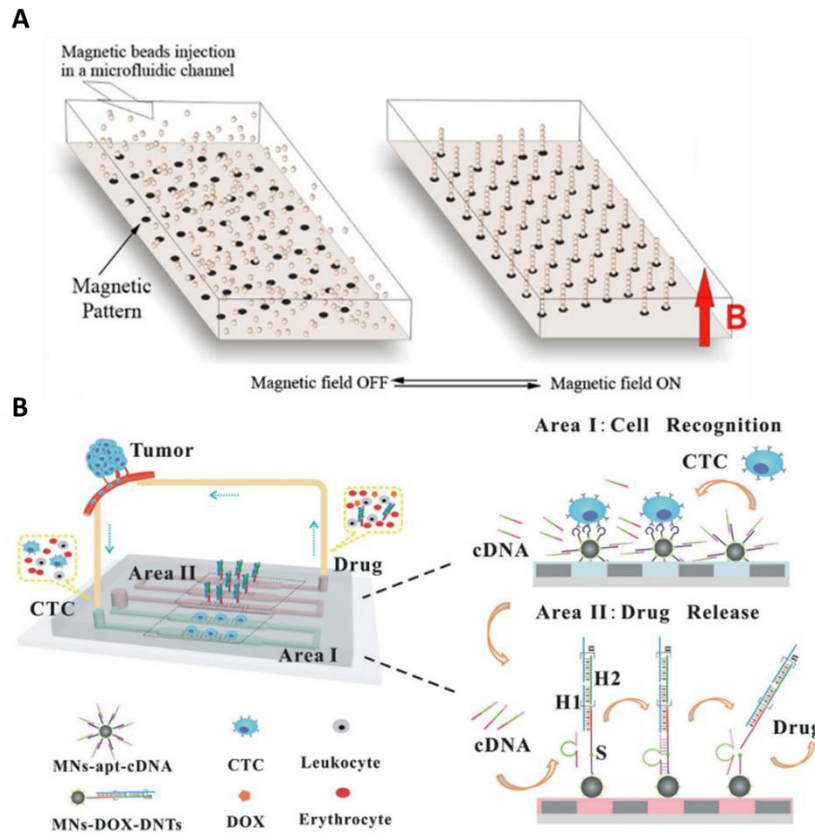 A
Magnetic beads injection
in a microfluidic channel
Magnetic
Pattern
B
Magnetic field OFF
Magnetic field ON
B
Tumor
CTC
Area II
Drug
Area I
MNs-apt-cDNA
CTC
Leukocyte
MNs-DOX-DNTs
DOX
Erythrocyte
Area I: Cell Recognition
CTC
cDNA
Area II: Drug Release
n
n
n
H2
H1
cDNA
S
Drug
n